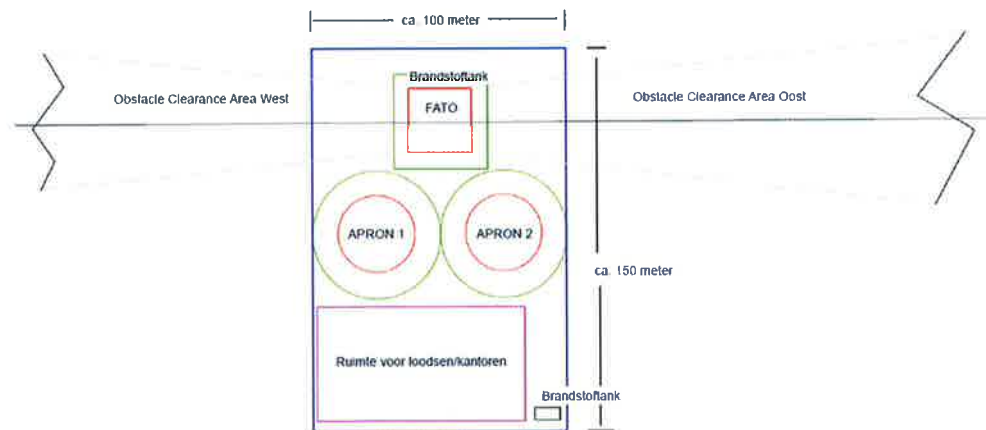 ca. 100 meter
Brandstoftank
Obstacle Clearance Area West
FATO
Obstacle Clearance Area Oost
APRON 1
APRON 2
ca. 150 meter
Ruimte voor loodsen/kantoren
Brandstoftank